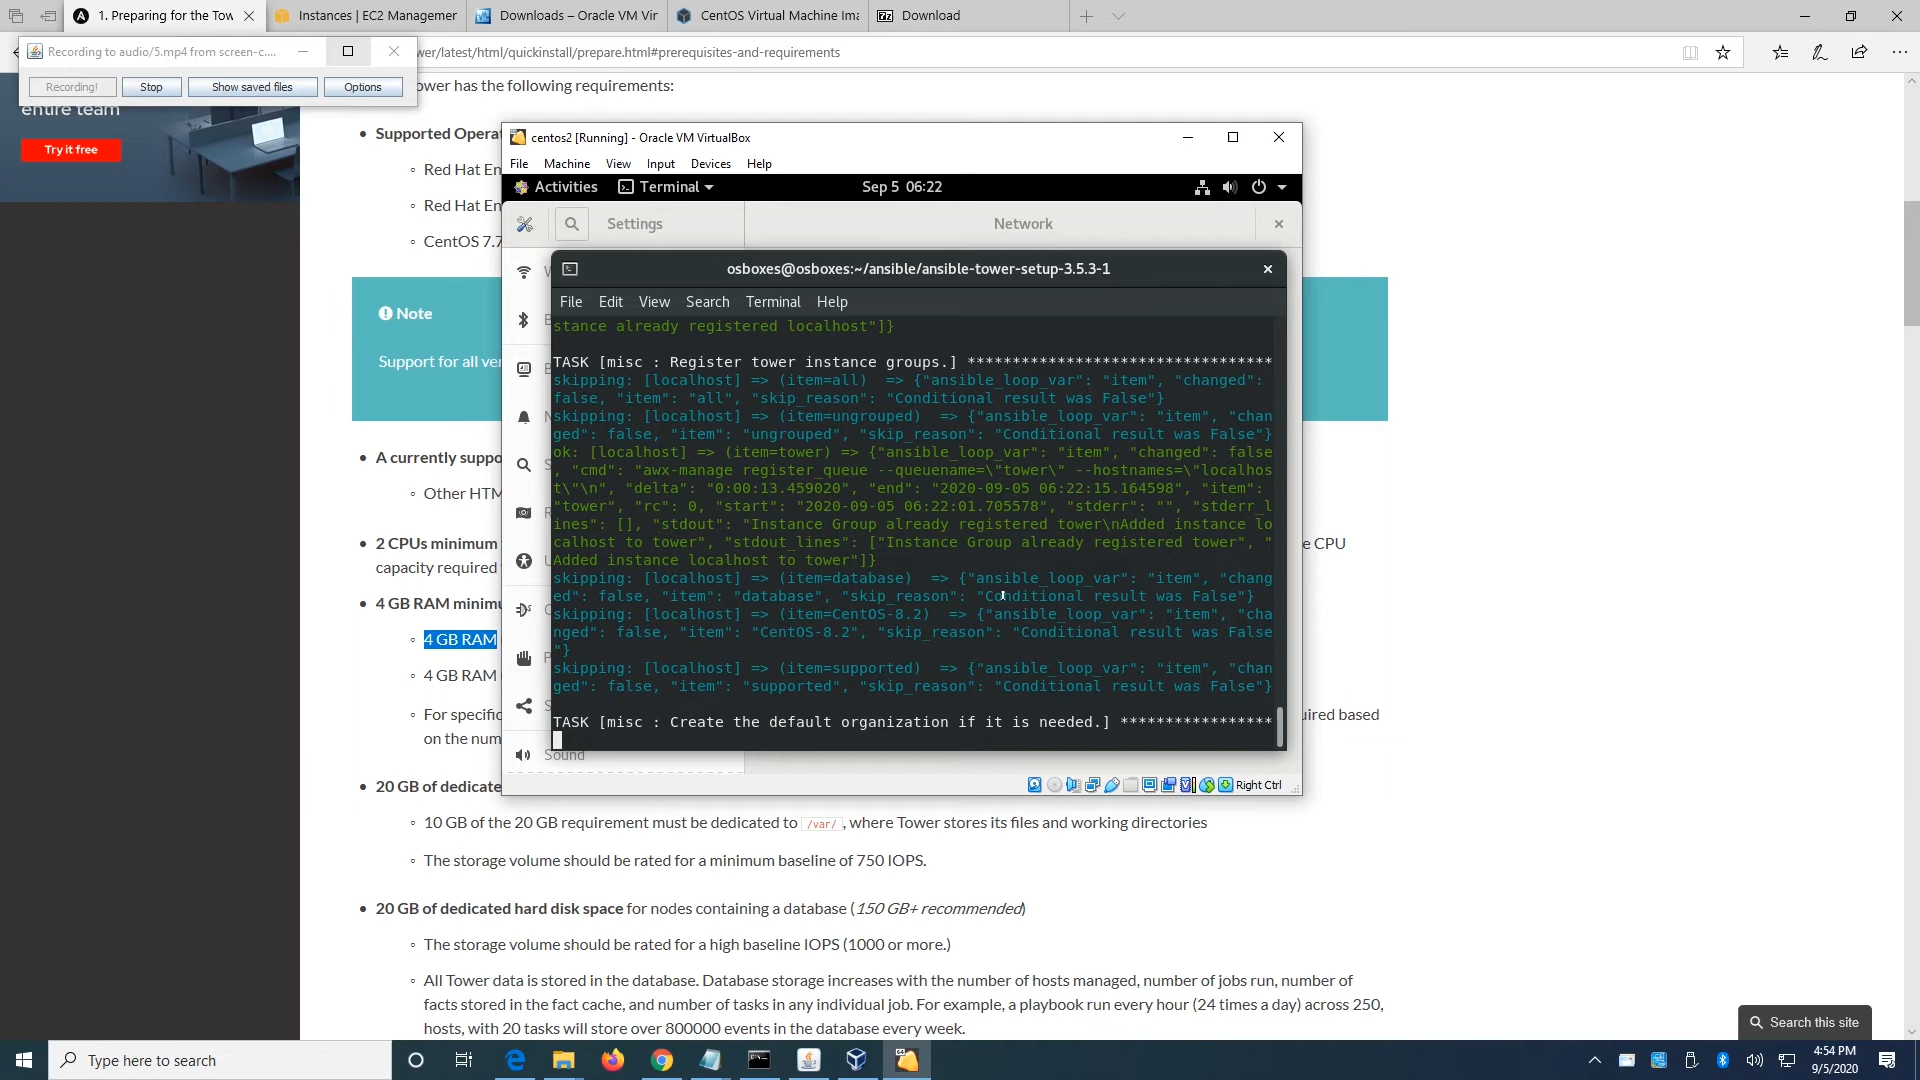 1. Preparing for the Tow
Instances | EC2 Managemer
Downloads – Oracle VM Vir
CentOS Virtual Machine Ima
Download
Recording to audio/5.mp4 from screen-c....
wer/latest/html/quickinstall/prepare.html#prerequisites-and-requirements
Recording!
Stop
Show saved files
Options
ower has the following requirements:
entire team
Try it free
Supported Operat
Red Hat En
Red Hat En
CentOS 7.7
Note
Support for all ver
A currently suppo
Other HTM
2 CPUs minimum
e CPU
capacity required
4 GB RAM minimu
4 GB RAM
4 GB RAM
For specific
uired based
on the num
20 GB of dedicate
centos2 [Running] - Oracle VM VirtualBox
File Machine View Input Devices Help
Activities Terminal Sep 5 06:22
Settings Network
Sound
osboxes@osboxes:~/ansible/ansible-tower-setup-3.5.3-1
File Edit View Search Terminal Help
stance already registered localhost"]}
TASK [misc : Register tower instance groups.] **********************************
skipping: [localhost] => (item=all)  => {"ansible_loop_var": "item", "changed":
false, "item": "all", "skip_reason": "Conditional result was False"}
skipping: [localhost] => (item=ungrouped)  => {"ansible_loop_var": "item", "chan
ged": false, "item": "ungrouped", "skip_reason": "Conditional result was False"}
ok: [localhost] => (item=tower) => {"ansible_loop_var": "item", "changed": false
, "cmd": "awx-manage register_queue --queuename=\"tower\" --hostnames=\"localhos
t\"\n", "delta": "0:00:13.459020", "end": "2020-09-05 06:22:15.164598", "item":
"tower", "rc": 0, "start": "2020-09-05 06:22:01.705578", "stderr": "", "stderr_l
ines": [], "stdout": "Instance Group already registered tower\nAdded instance lo
calhost to tower", "stdout_lines": ["Instance Group already registered tower", "
Added instance localhost to tower"]}
skipping: [localhost] => (item=database)  => {"ansible_loop_var": "item", "chang
ed": false, "item": "database", "skip_reason": "Conditional result was False"}
skipping: [localhost] => (item=CentOS-8.2)  => {"ansible_loop_var": "item", "cha
nged": false, "item": "CentOS-8.2", "skip_reason": "Conditional result was False
"}
skipping: [localhost] => (item=supported)  => {"ansible_loop_var": "item", "chan
ged": false, "item": "supported", "skip_reason": "Conditional result was False"}
TASK [misc : Create the default organization if it is needed.] *****************
Right Ctrl
10 GB of the 20 GB requirement must be dedicated to /var/, where Tower stores its files and working directories
The storage volume should be rated for a minimum baseline of 750 IOPS.
20 GB of dedicated hard disk space for nodes containing a database (150 GB+ recommended)
The storage volume should be rated for a high baseline IOPS (1000 or more.)
All Tower data is stored in the database. Database storage increases with the number of hosts managed, number of jobs run, number of
facts stored in the fact cache, and number of tasks in any individual job. For example, a playbook run every hour (24 times a day) across 250,
hosts, with 20 tasks will store over 800000 events in the database every week.
Search this site
Type here to search
4:54 PM
9/5/2020